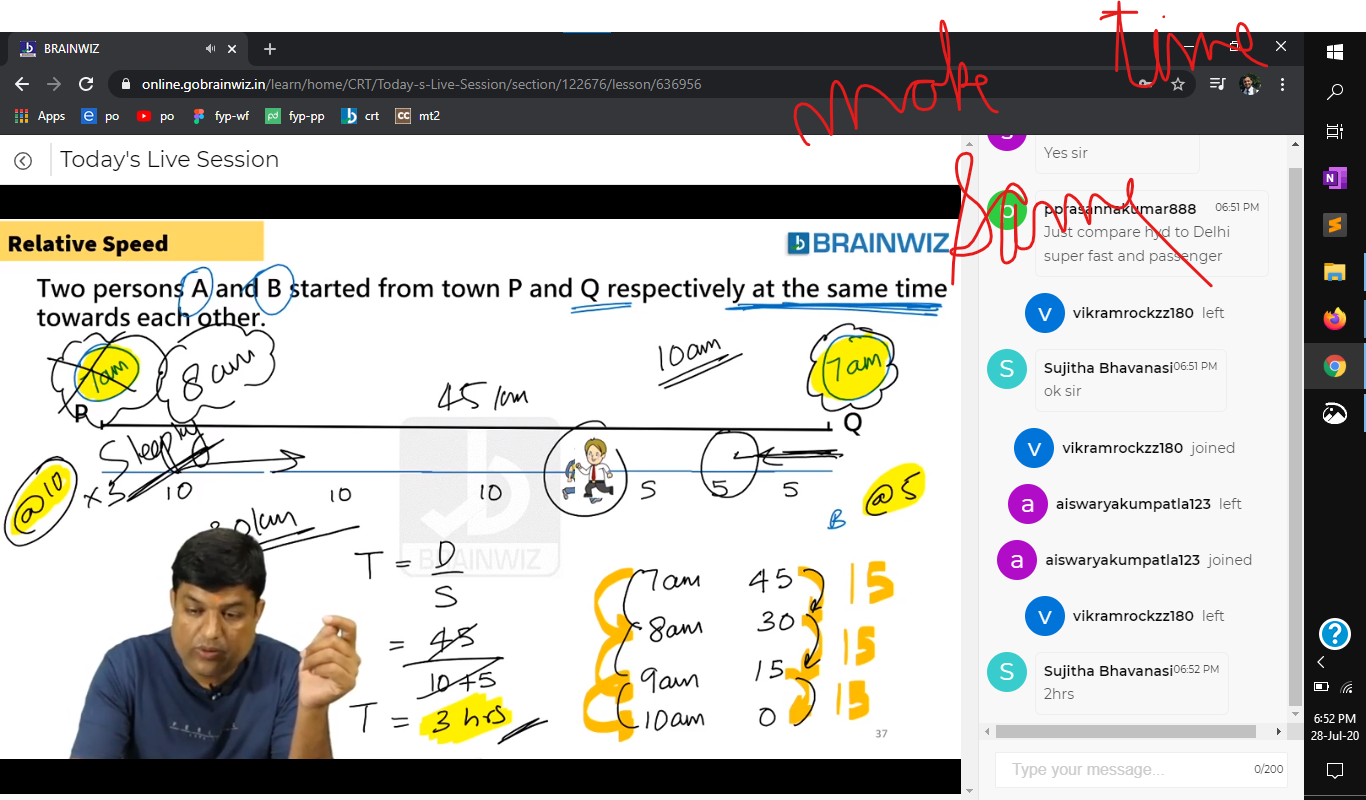 make time
BRAINWIZ
online.gobrainwiz.in/learn/home/CRT/Today-s-Live-Session/section/122676/lesson/636956
Apps po po fyp-wf fyp-pp crt mt2
Today's Live Session
Yes sir
Same
pprasannakumar888 06:51 PM
Just compare hyd to Delhi
super fast and passenger
Relative Speed
BRAINWIZ
Two persons A and B started from town P and Q respectively at the same time
towards each other.
v vikramrockzz180 left
7am 8am 10am 7am
S Sujitha Bhavanasi 06:51 PM
ok sir
45 km
P Q
Sleeping
v vikramrockzz180 joined
@10 x3 10 10 10 5 5 5 @5
a aiswaryakumpatla123 left
B
30km
BRAINWIZ
a aiswaryakumpatla123 joined
T = D
S
7am 45 15
v vikramrockzz180 left
8am 30
= 45 15
10+5
9am 15
S Sujitha Bhavanasi 06:52 PM
2hrs
15
T = 3 hrs
10am 0
37
Type your message... 0/200
6:52 PM
28-Jul-20